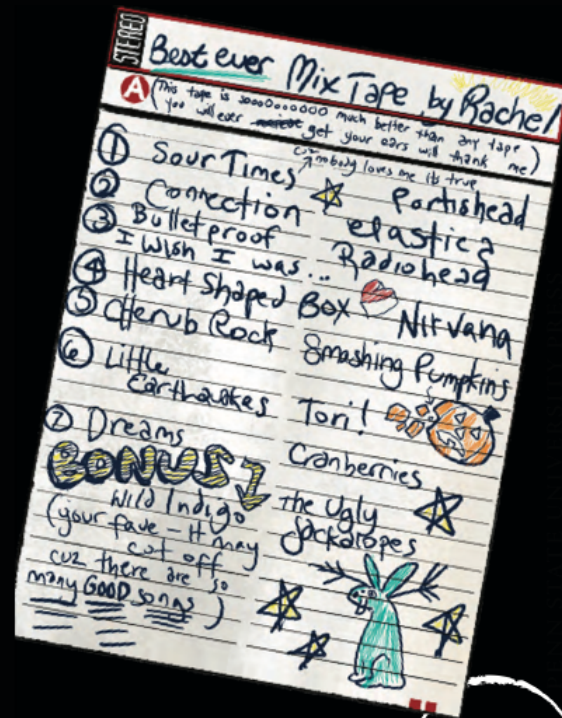 STEREO
Best ever Mix Tape by Rachel
A
(This tape is soooooooooo much better than any tape
you will ever get your ears will thank me)
cuz nobody loves me its true
1 Sour Times Portishead
2 Connection elastica
3 Bulletproof
I wish I was... Radiohead
4 Heart Shaped Box Nirvana
5 Cherub Rock Smashing Pumpkins
6 Little
Earthquakes Tori!
7 Dreams Cranberries
BONUS
Wild Indigo the Ugly
(your fave - It may Jackalopes
cut off
cuz there are so
many GOOD songs)